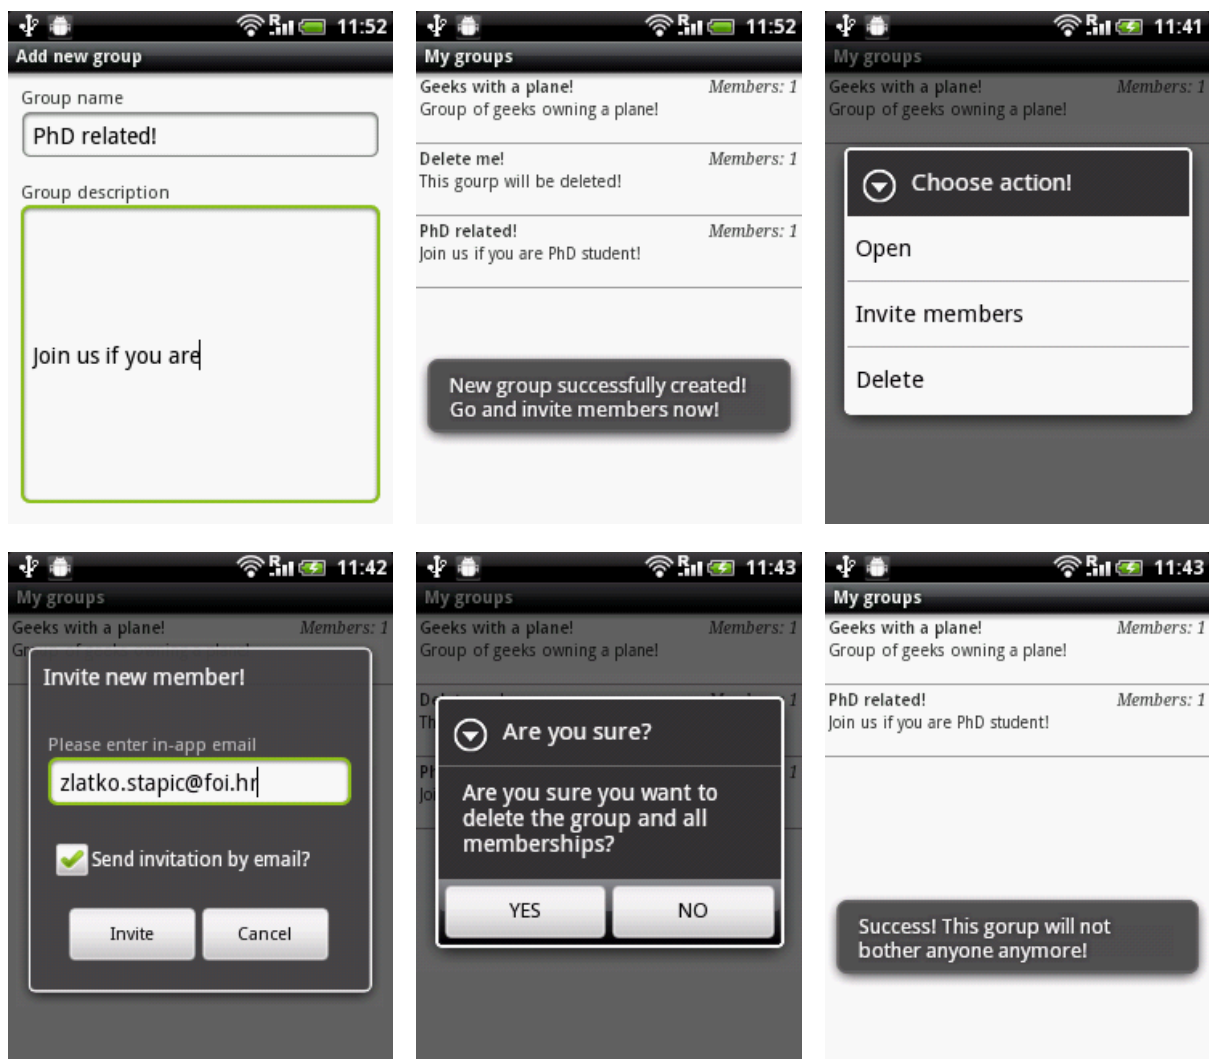 11:52
Add new group
Group name
PhD related!
Group description
Join us if you are
R 11:52
My groups
Geeks with a plane! Members: 1
Group of geeks owning a plane!
Delete me! Members: 1
This gourp will be deleted!
PhD related! Members: 1
Join us if you are PhD student!
New group successfully created!
Go and invite members now!
R 11:41
My groups
Geeks with a plane! Members: 1
Group of geeks owning a plane!
Choose action!
Open
Invite members
Delete
R 11:42
My groups
Geeks with a plane! Members: 1
Invite new member!
Please enter in-app email
zlatko.stapic@foi.hr
Send invitation by email?
Invite Cancel
R 11:43
My groups
Geeks with a plane! Members: 1
Group of geeks owning a plane!
Are you sure?
Are you sure you want to
delete the group and all
memberships?
YES NO
R 11:43
My groups
Geeks with a plane! Members: 1
Group of geeks owning a plane!
PhD related! Members: 1
Join us if you are PhD student!
Success! This gorup will not
bother anyone anymore!